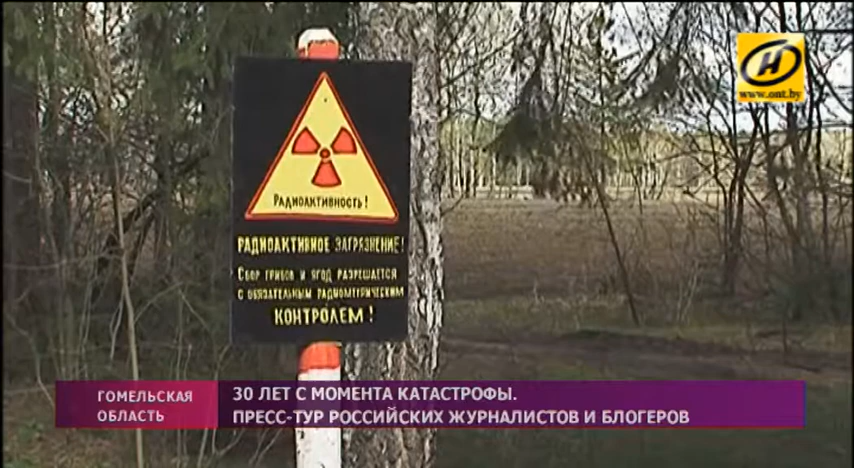 Н
www.ont.by
Радиоактивность!
РАДИОАКТИВНОЕ ЗАГРЯЗНЕНИЕ!
Сбор грибов и ягод разрешается
с обязательным радиометрическим
контролем!
ГОМЕЛЬСКАЯ
ОБЛАСТЬ
30 ЛЕТ С МОМЕНТА КАТАСТРОФЫ.
ПРЕСС-ТУР РОССИЙСКИХ ЖУРНАЛИСТОВ И БЛОГЕРОВ